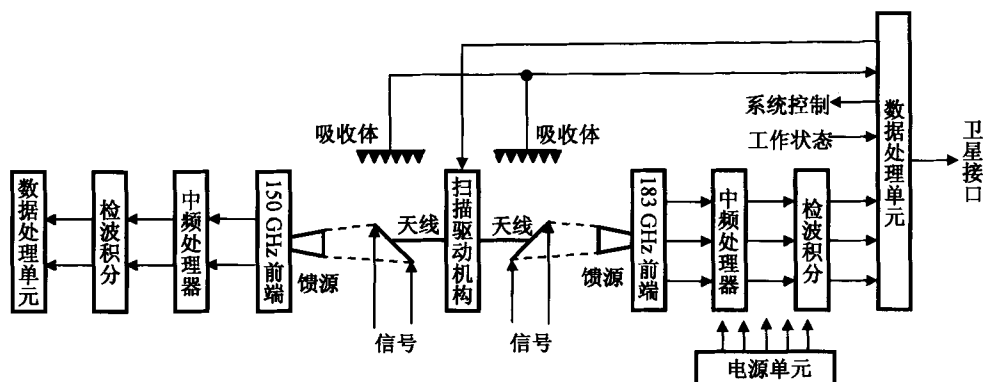 系统控制
工作状态
吸收体
吸收体
数据处理单元
检波积分
中频处理器
150 GHz前端
馈源
天线
扫描驱动机构
天线
馈源
183 GHz前端
中频处理器
检波积分
数据处理单元
卫星接口
信号
信号
电源单元